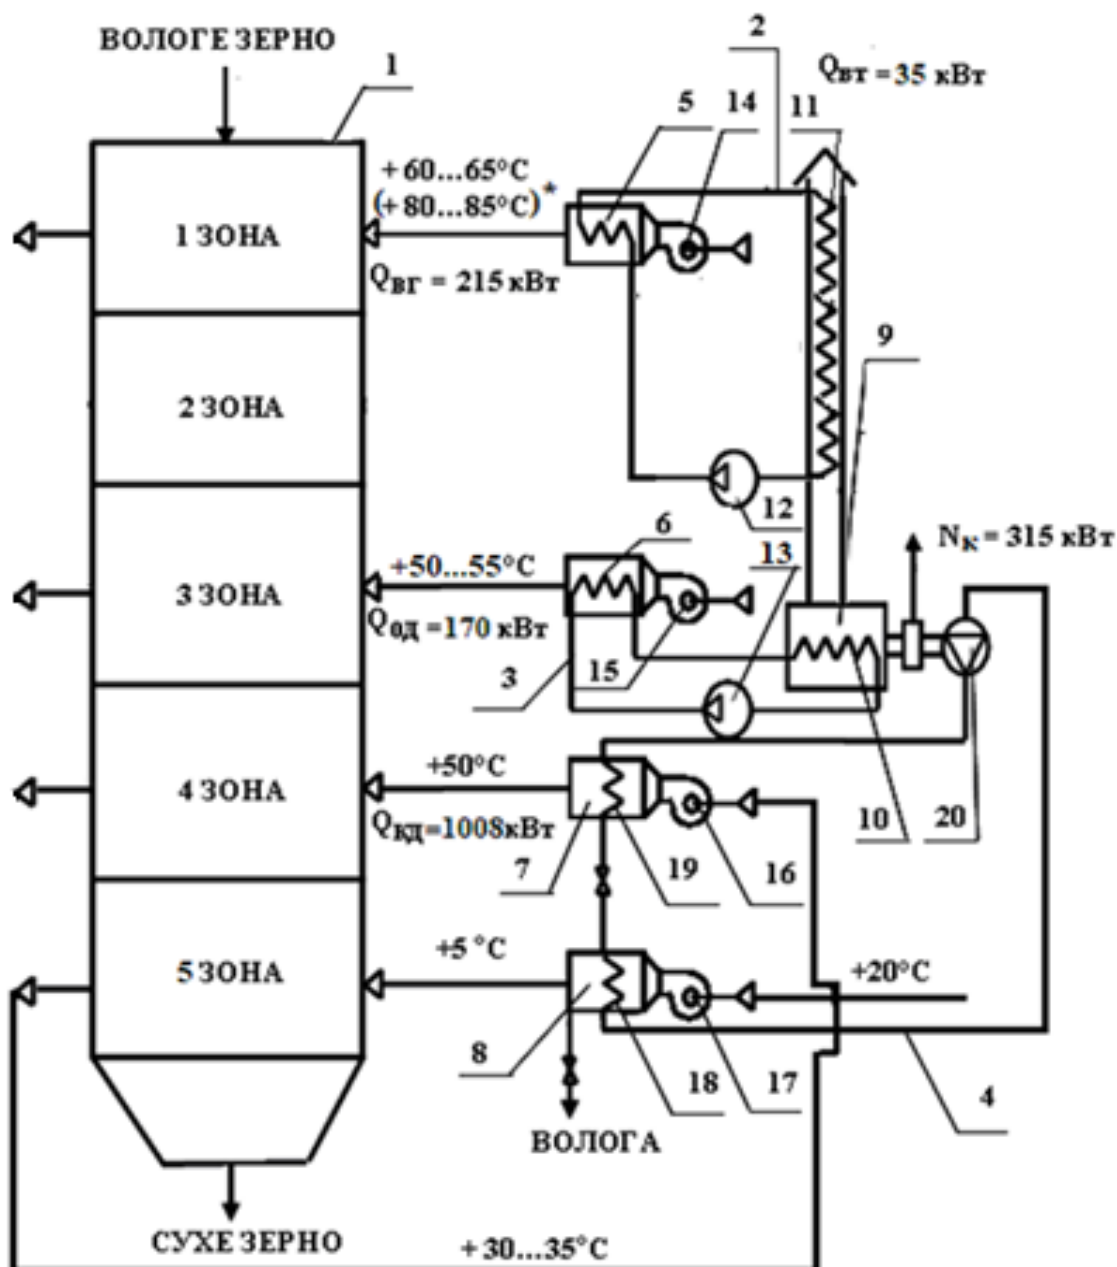 2
ВОЛОГЕ ЗЕРНО
1
Qвт = 35 кВт
5
14
11
+ 60...65°С
(+ 80...85°С)*
1 ЗОНА
Qвг = 215 кВт
9
2 ЗОНА
12
6
Nк = 315 кВт
13
+50...55°С
3 ЗОНА
Qод =170 кВт
3
15
+50°С
4 ЗОНА
10
20
Qкд=1008кВт
7
19
16
+5 °С
5 ЗОНА
+20°С
8
18
17
4
ВОЛОГА
СУХЕ ЗЕРНО
+ 30...35°С